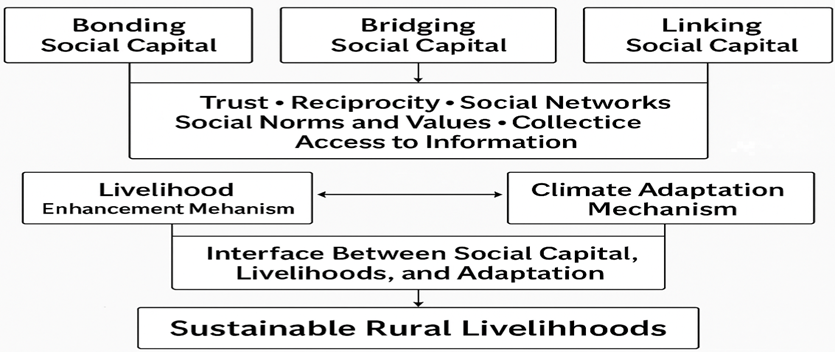 Bonding
Social Capital
Bridging
Social Capital
Linking
Social Capital
Trust • Reciprocity • Social Networks
Social Norms and Values • Collectice
Access to Information
Livelihood
Enhancement Mehanism
Climate Adaptation
Mechanism
Interface Between Social Capital,
Livelihoods, and Adaptation
Sustainable Rural Livelihhoods